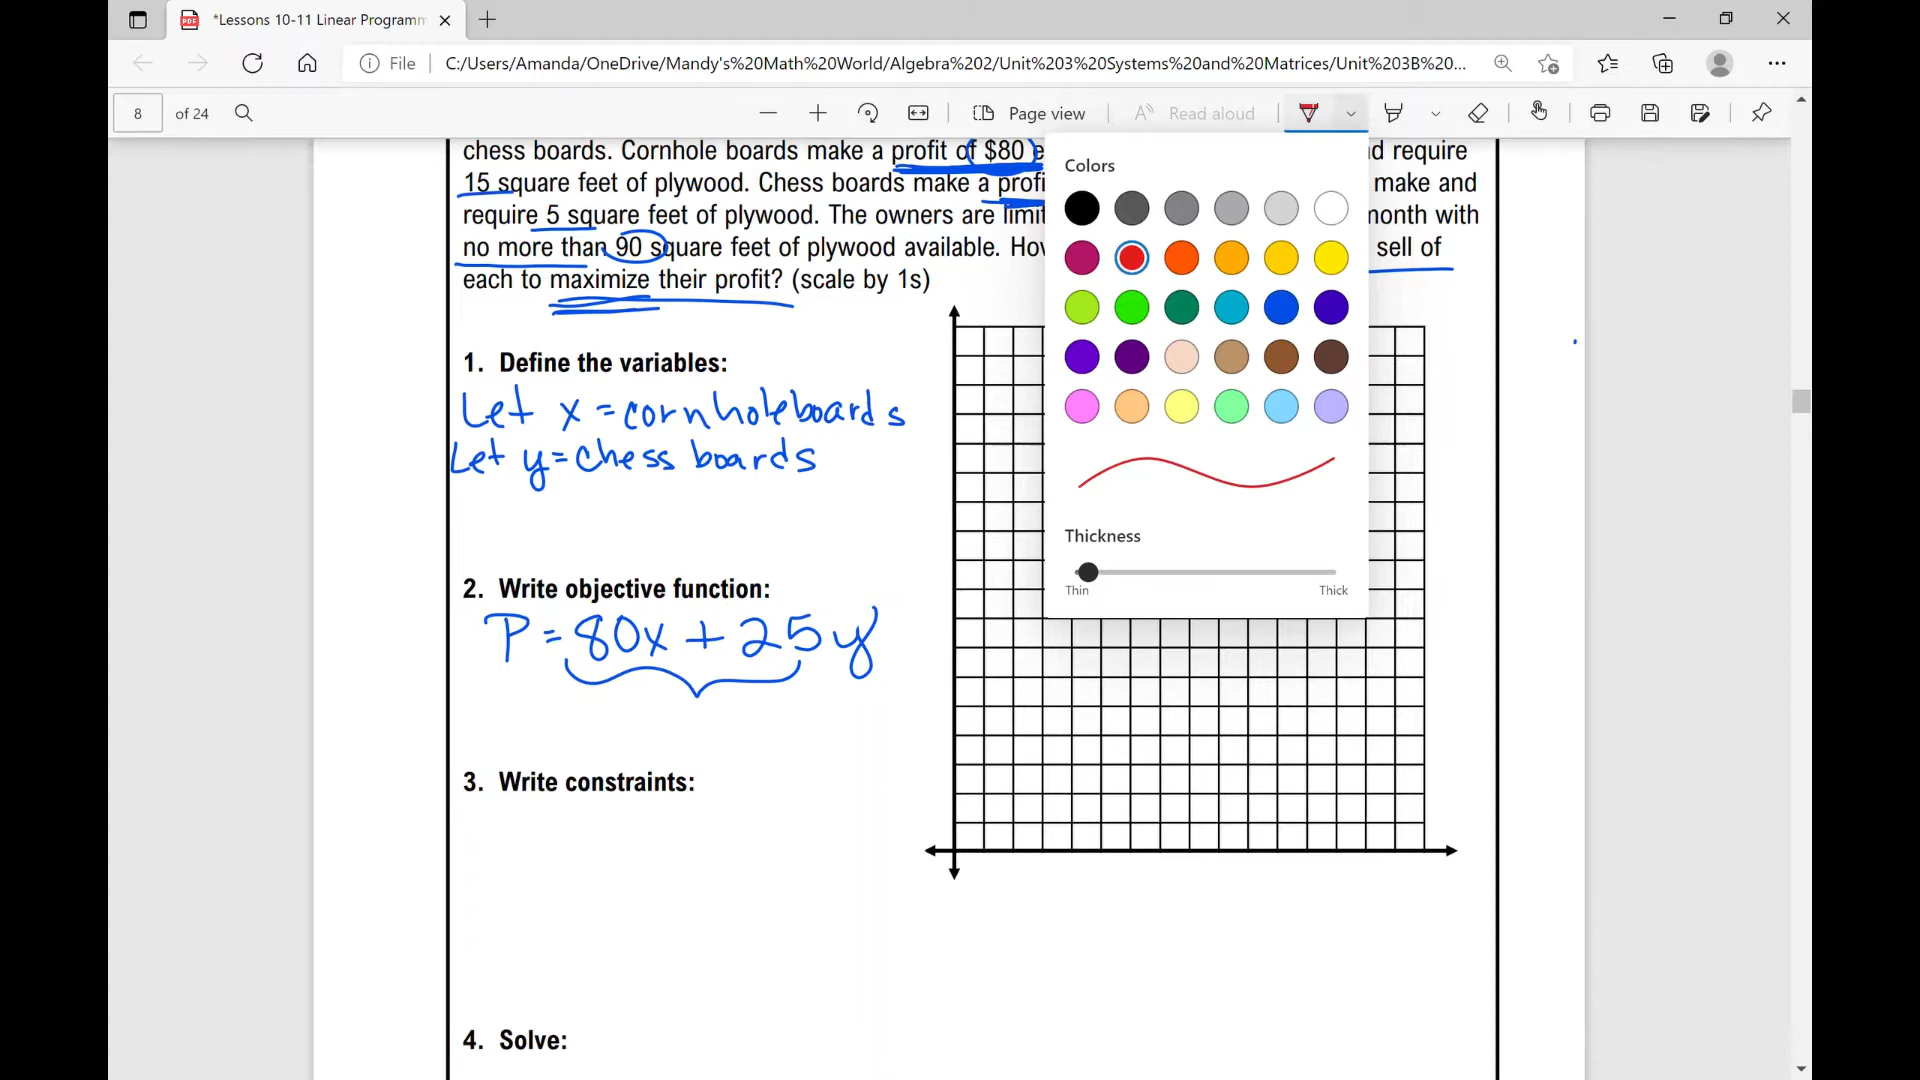 *Lessons 10-11 Linear Programm
File C:/Users/Amanda/OneDrive/Mandy's%20Math%20World/Algebra%202/Unit%203%20Systems%20and%20Matrices/Unit%203B%20...
8 of 24 Page view Read aloud
chess boards. Cornhole boards make a profit of $80 e d require
15 square feet of plywood. Chess boards make a profi make and
require 5 square feet of plywood. The owners are limit month with
no more than 90 square feet of plywood available. How sell of
each to maximize their profit? (scale by 1s)
Colors
Thickness
Thin Thick
1. Define the variables:
Let x = cornholeboards
Let y = chess boards
2. Write objective function:
P = 80x + 25y
3. Write constraints:
4. Solve: